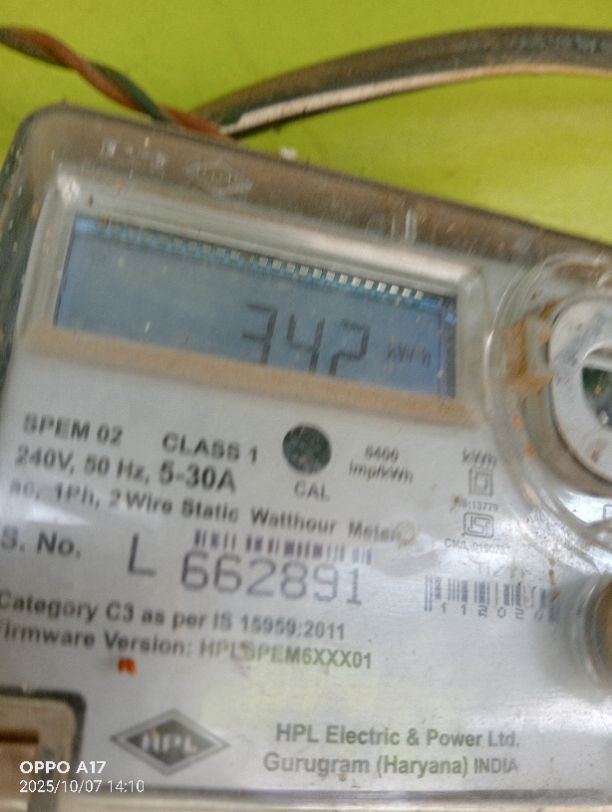 342 kWh
SPEM 02 CLASS 1
6400 imp/kWh
kWh
240V, 50 Hz, 5-30A
CAL
ac, 1Ph, 2 Wire Static Watthour Meter
S. No. L 662891
Category C3 as per IS 15959:2011
Firmware Version: HPLSPEM6XXX01
HPL
HPL Electric & Power Ltd.
Gurugram (Haryana) INDIA
OPPO A17
2025/10/07 14:10